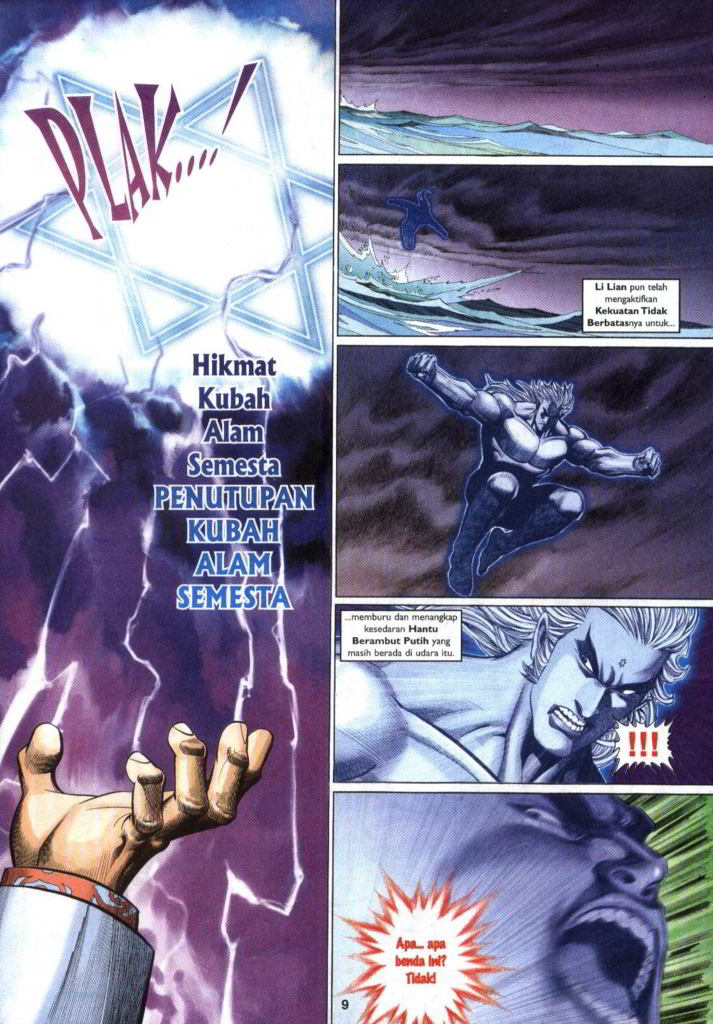 PLAK....!
Hikmat
Kubah
Alam
Semesta
PENUTUPAN
KUBAH
ALAM
SEMESTA
Li Lian pun telah
mengaktifkan
Kekuatan Tidak
Berbatasnya untuk...
...memburu dan menangkap
kesedaran Hantu
Berambut Putih yang
masih berada di udara itu.
!!!
Apa... apa
benda ini?
Tidak!
9